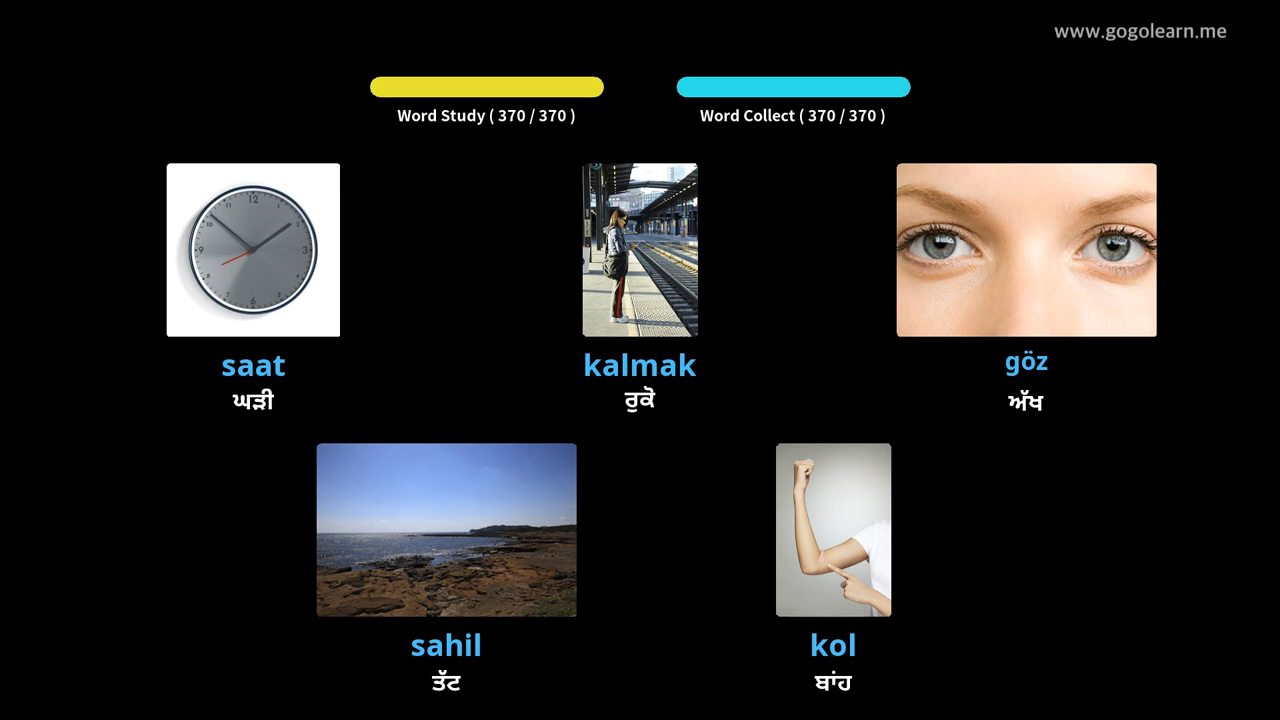 www.gogolearn.me
Word Study ( 370 / 370 )
Word Collect ( 370 / 370 )
saat
ਘੜੀ
kalmak
ਰੁਕੋ
göz
ਅੱਖ
sahil
ਤੱਟ
kol
ਬਾਂਹ